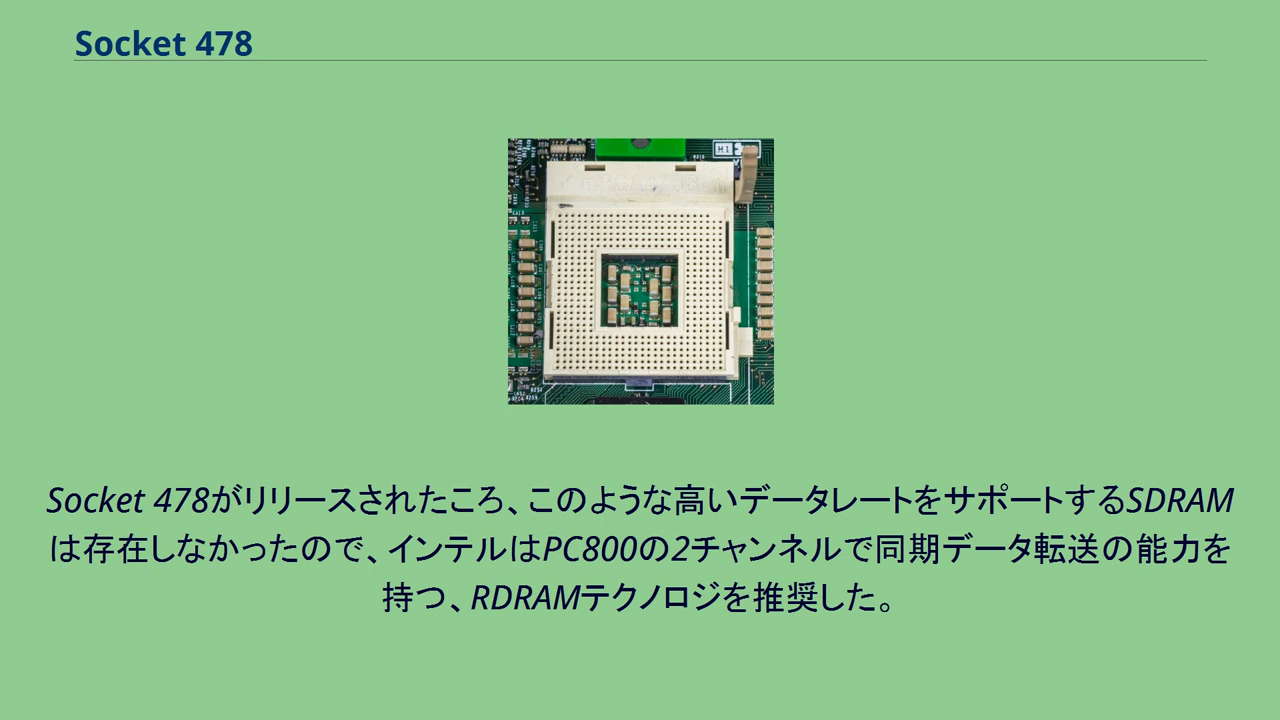 Socket 478
H1
Socket 478がリリースされたころ、このような高いデータレートをサポートするSDRAM
は存在しなかったので、インテルはPC800の2チャンネルで同期データ転送の能力を
持つ、RDRAMテクノロジを推奨した。